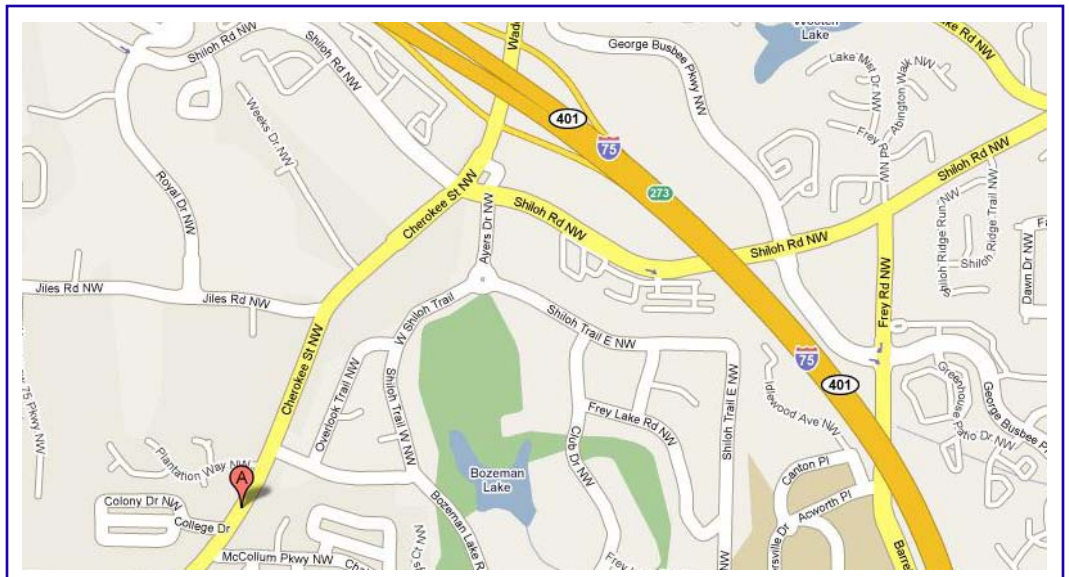 Wooten
Lake
Shiloh Rd NW
Shiloh Rd NW
George Busbee Pkwy NW
Lake Mist Dr NW
Abington Walk NW
Frey Rd NW
401
75
273
Weeks Dr NW
Royal Dr NW
Cherokee St NW
Ayers Dr NW
Shiloh Rd NW
Shiloh Rd NW
Shiloh Rd NW
Shiloh Ridge Run NW
Shiloh Ridge Trail NW
Dawn Dr NW
Jiles Rd NW
Jiles Rd NW
W Shiloh Trail
Shiloh Trail E NW
Frey Rd NW
Cherokee St NW
Overlook Trail NW
Shiloh Trail W NW
75
401
Idlewood Ave NW
Shiloh Trail E NW
Greenhouse Patio Dr NW
George Busbee Pkwy NW
75 Pkwy NW
Frey Lake Rd NW
Club Dr NW
Plantation Way NW
A
Bozeman
Lake
Canton Pl
Acworth Pl
Colony Dr NW
College Dr
McCollum Pkwy NW
Bozeman Lake R